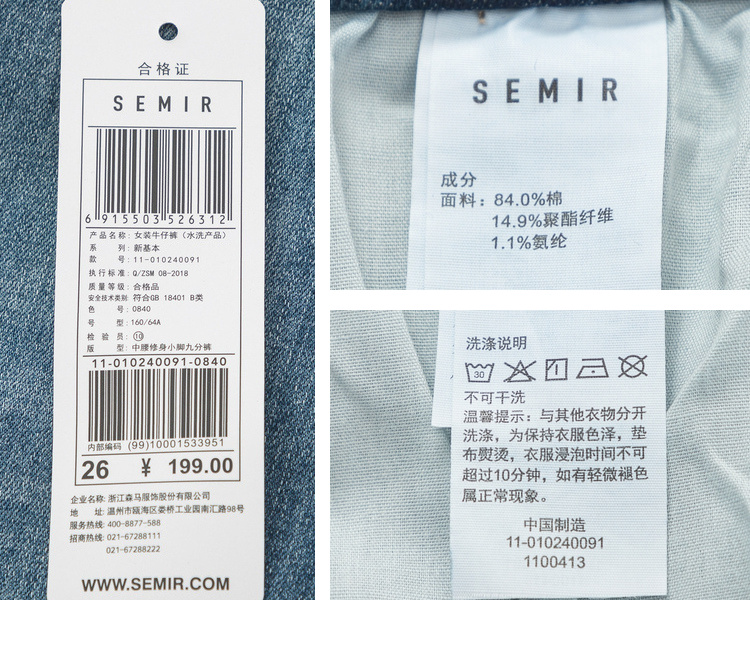 合格证
SEMIR
6 915503 526312
产品名称: 女装牛仔裤（水洗产品）
系 列: 新基本
款 号: 11-010240091
执行标准: Q/ZSM 08-2018
质量等级: 合格品
安全技术类别: 符合GB 18401 B类
色 号: 0840
号 型: 160/64A
检 验 员: ⑩
版 型: 中腰修身小脚九分裤
11-010240091-0840
内部编码 (99)10001533951
26 ¥ 199.00
企业名称: 浙江森马服饰股份有限公司
地 址: 温州市瓯海区娄桥工业园南汇路98号
服务热线: 400-8877-588
招商热线: 021-67288111
021-67288222
WWW.SEMIR.COM
SEMIR
成分
面料: 84.0%棉
14.9%聚酯纤维
1.1%氨纶
洗涤说明
30
不可干洗
温馨提示: 与其他衣物分开
洗涤，为保持衣服色泽，垫
布熨烫，衣服浸泡时间不可
超过10分钟，如有轻微褪色
属正常现象。
中国制造
11-010240091
1100413